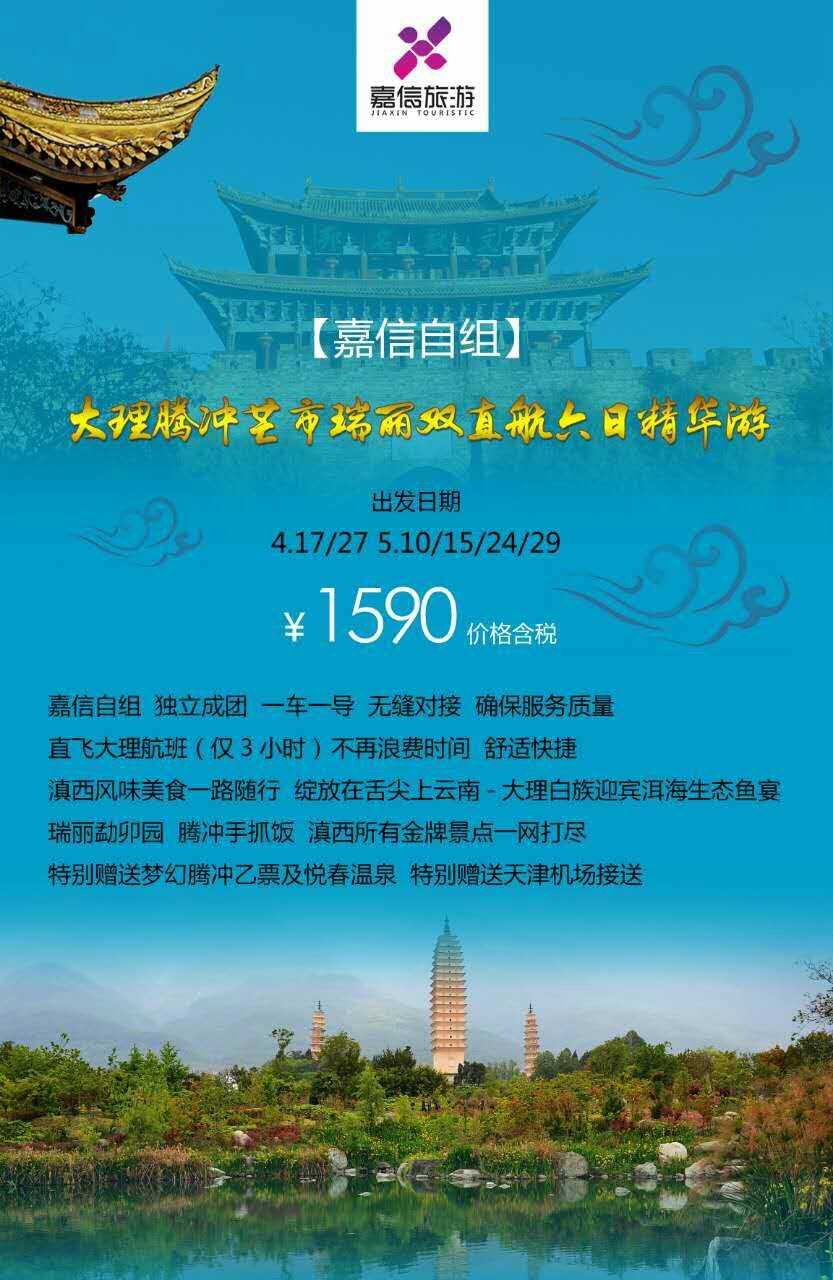 嘉信旅游
JIAXIN TOURISTIC
文献名邦
【嘉信自组】
大理腾冲芒市瑞丽双直航六日精华游
出发日期
4.17/27 5.10/15/24/29
¥1590 价格含税
嘉信自组 独立成团 一车一导 无缝对接 确保服务质量
直飞大理航班(仅3小时)不再浪费时间 舒适快捷
滇西风味美食一路随行 绽放在舌尖上云南-大理白族迎宾洱海生态鱼宴
瑞丽勐卯园 腾冲手抓饭 滇西所有金牌景点一网打尽
特别赠送梦幻腾冲乙票及悦春温泉 特别赠送天津机场接送